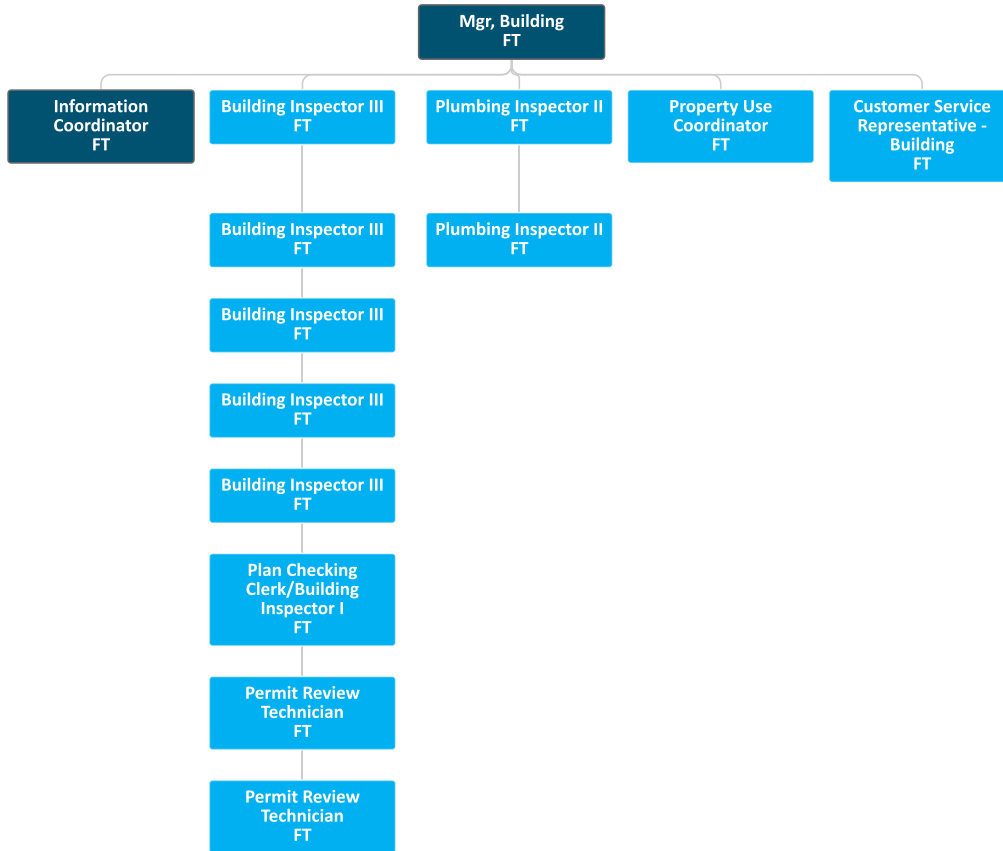 Mgr, Building
FT
Information
Coordinator
FT
Building Inspector III
FT
Plumbing Inspector II
FT
Property Use
Coordinator
FT
Customer Service
Representative -
Building
FT
Building Inspector III
FT
Plumbing Inspector II
FT
Building Inspector III
FT
Building Inspector III
FT
Building Inspector III
FT
Plan Checking
Clerk/Building
Inspector I
FT
Permit Review
Technician
FT
Permit Review
Technician
FT